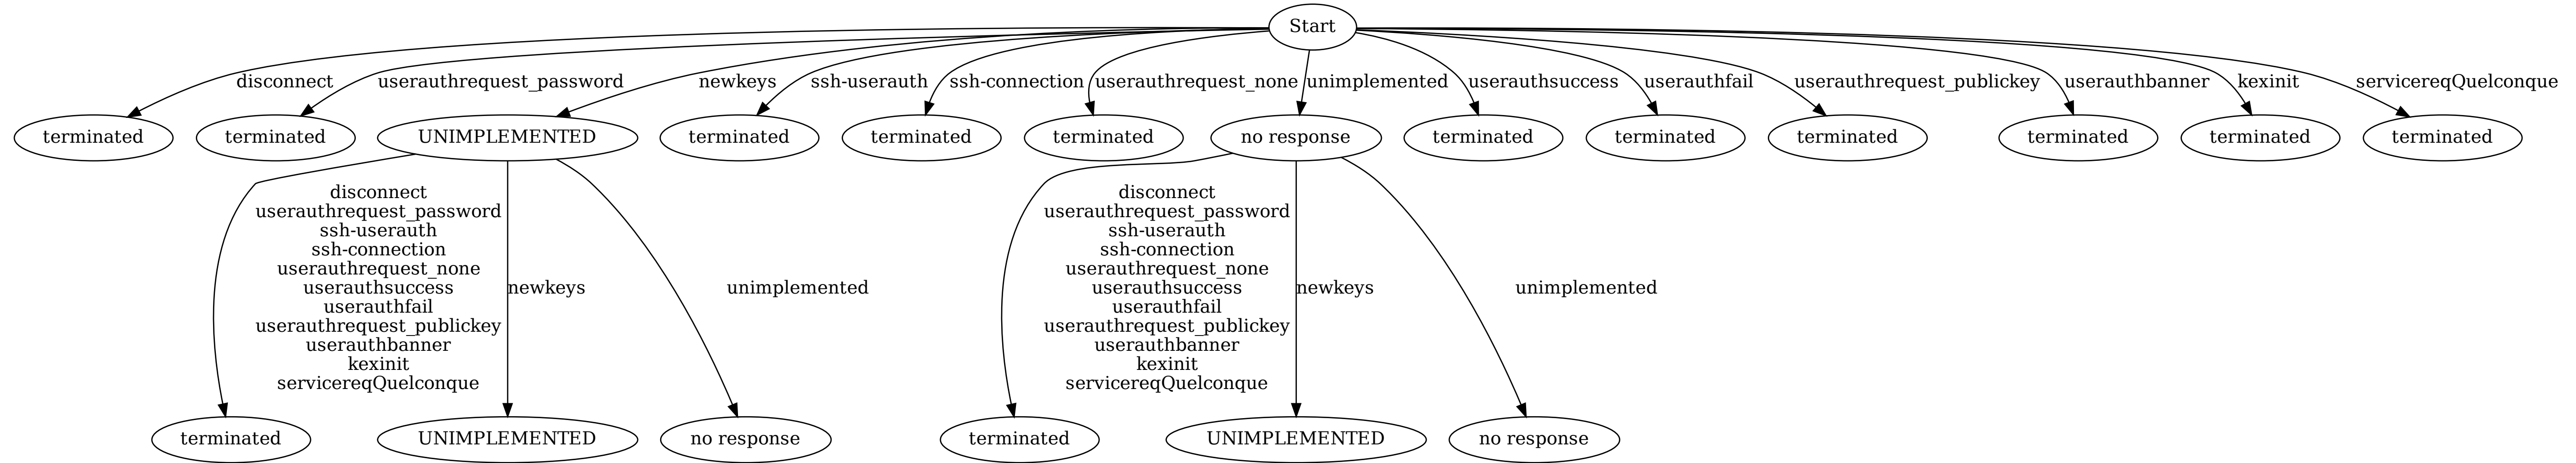 Start
disconnect
userauthrequest_password
newkeys
ssh-userauth
ssh-connection
userauthrequest_none
unimplemented
userauthsuccess
userauthfail
userauthrequest_publickey
userauthbanner
kexinit
servicereqQuelconque
terminated
terminated
UNIMPLEMENTED
terminated
terminated
terminated
no response
terminated
terminated
terminated
terminated
terminated
terminated
disconnect
userauthrequest_password
ssh-userauth
ssh-connection
userauthrequest_none
userauthsuccess
userauthfail
userauthrequest_publickey
userauthbanner
kexinit
servicereqQuelconque
newkeys
unimplemented
disconnect
userauthrequest_password
ssh-userauth
ssh-connection
userauthrequest_none
userauthsuccess
userauthfail
userauthrequest_publickey
userauthbanner
kexinit
servicereqQuelconque
newkeys
unimplemented
terminated
UNIMPLEMENTED
no response
terminated
UNIMPLEMENTED
no response